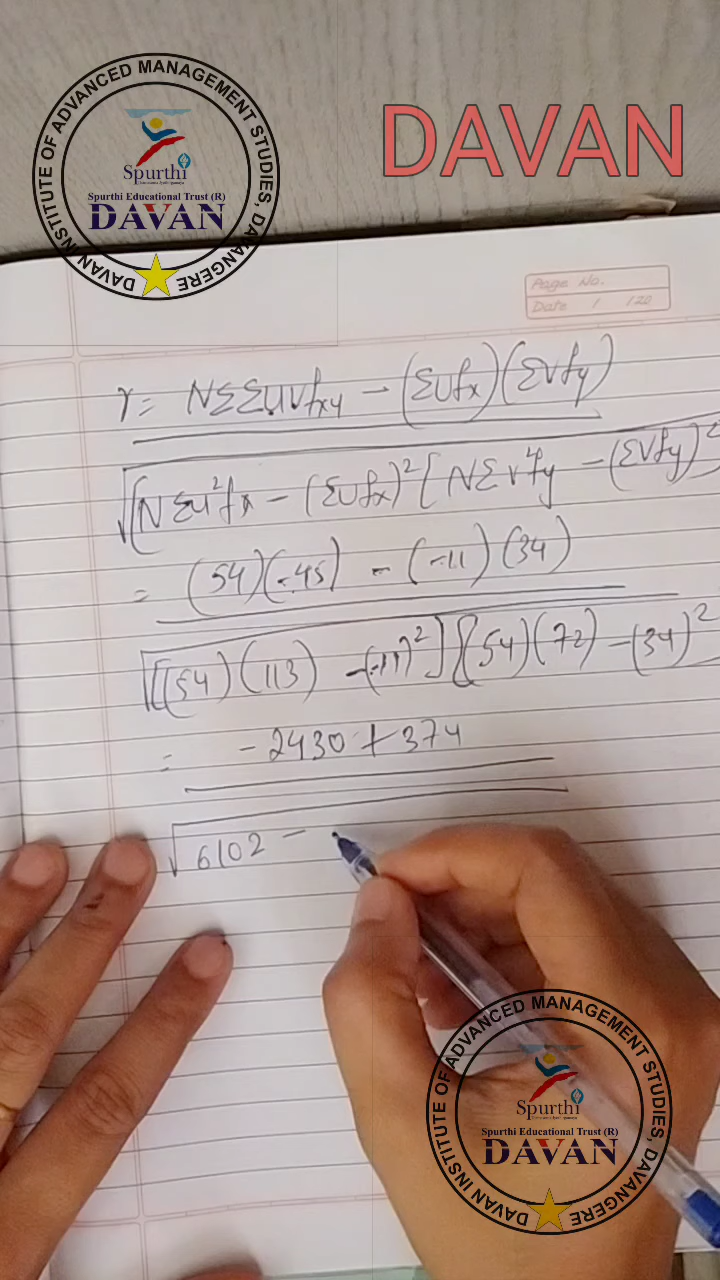 DAVAN INSTITUTE OF ADVANCED MANAGEMENT STUDIES, DAVANGERE
Spurthi
Spurthi Educational Trust (R)
DAVAN
DAVAN
Page No.
Date / /20
r = NΣΣuvfxy - (ΣUfx)(ΣVfy)
√[NΣu²fx - (ΣUfx)² [NΣv²fy - (ΣVfy)²
= (54)(-45) - (-11)(34)
√[(54)(113) - (-11)²][(54)(72) - (34)²
= -2430 + 374
√6102 -
DAVAN INSTITUTE OF ADVANCED MANAGEMENT STUDIES, DAVANGERE
Spurthi
Spurthi Educational Trust (R)
DAVAN